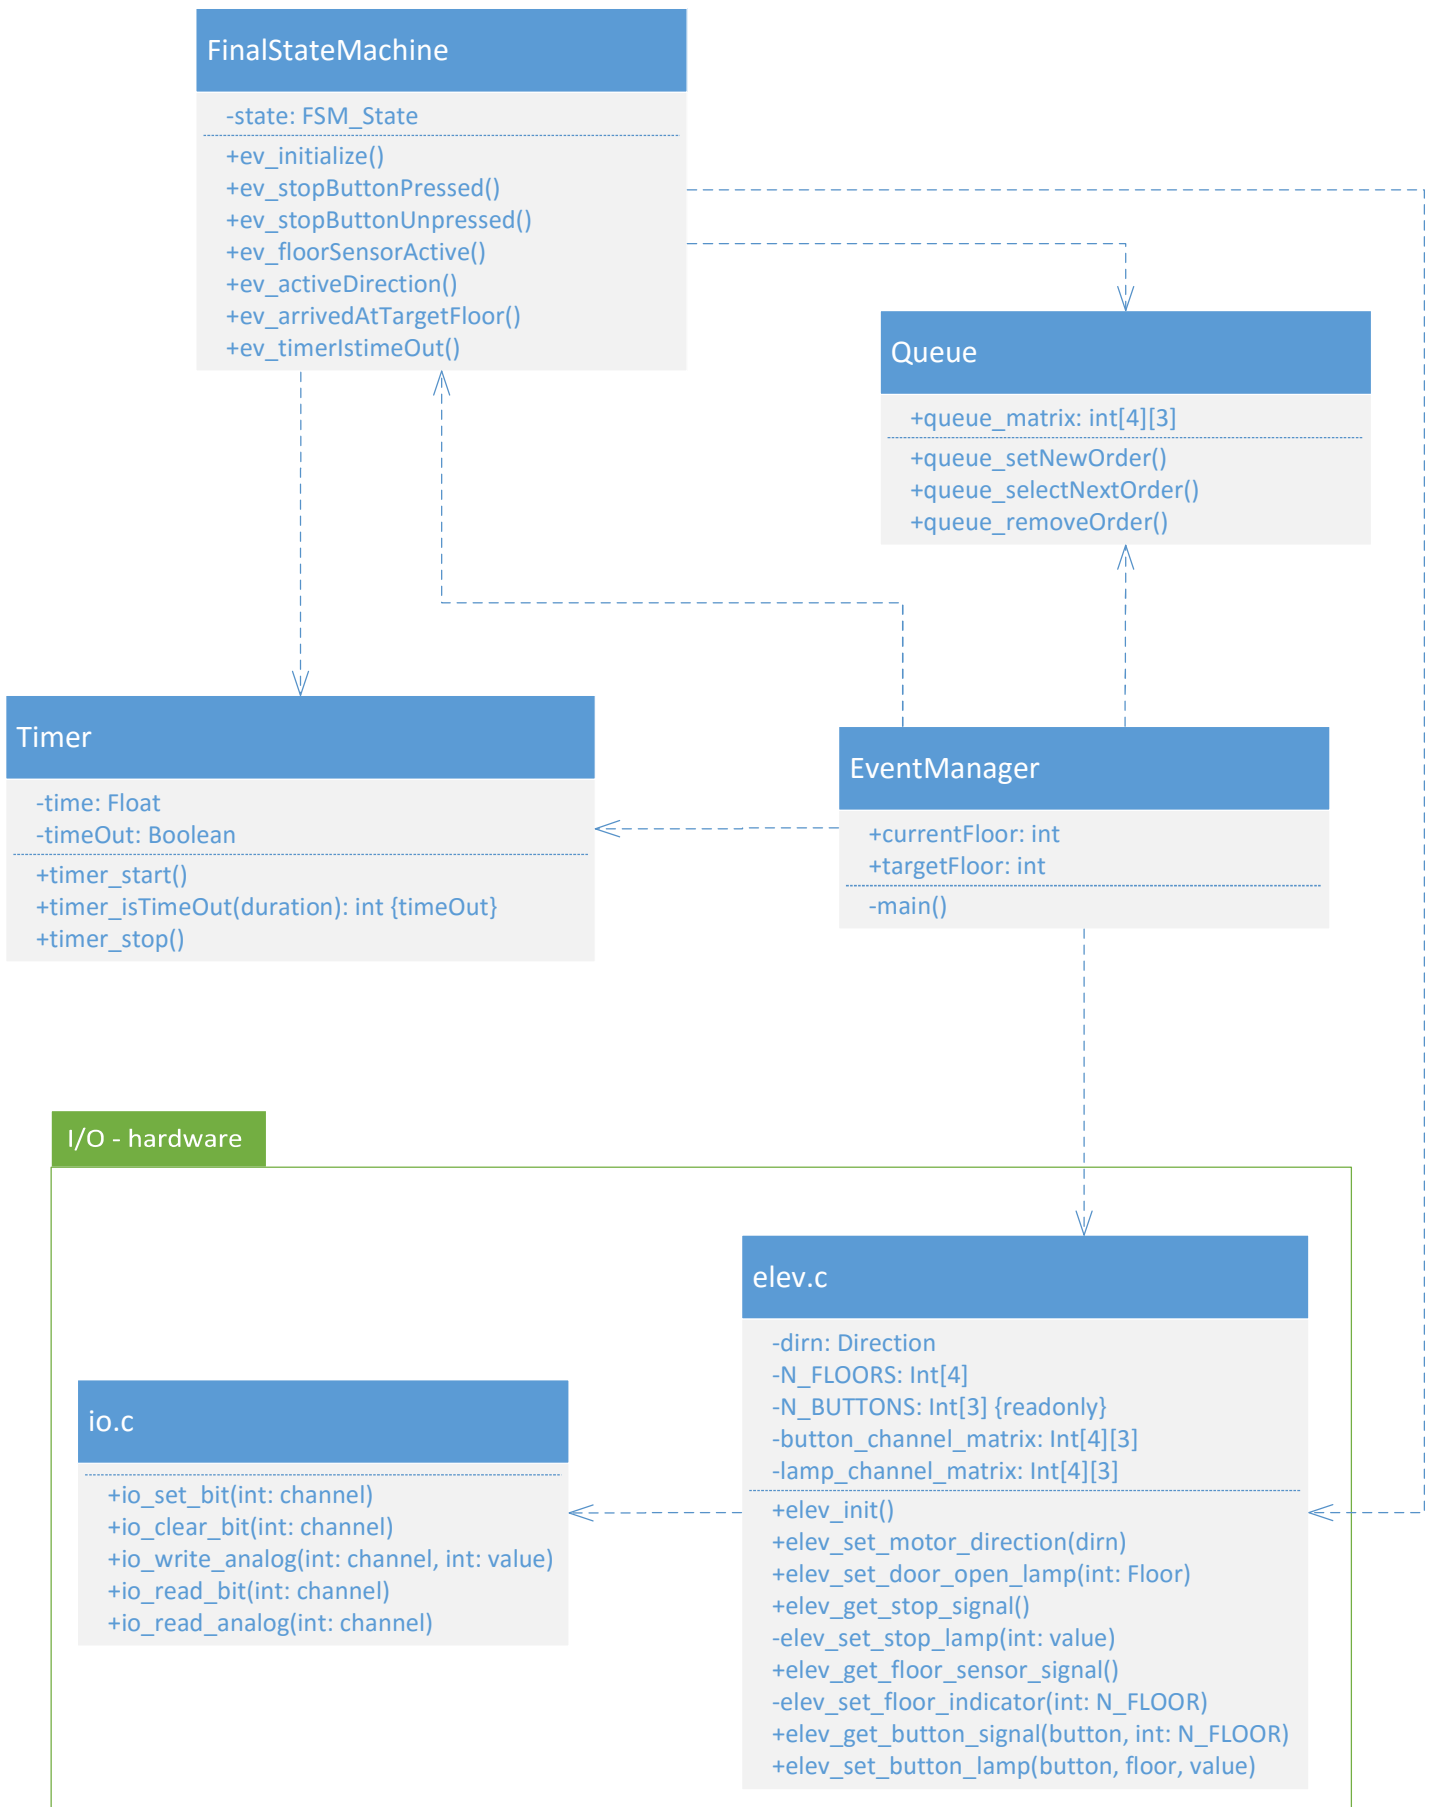 FinalStateMachine
-state: FSM_State
+ev_initialize()
+ev_stopButtonPressed()
+ev_stopButtonUnpressed()
+ev_floorSensorActive()
+ev_activeDirection()
+ev_arrivedAtTargetFloor()
+ev_timerIstimeOut()
Queue
+queue_matrix: int[4][3]
+queue_setNewOrder()
+queue_selectNextOrder()
+queue_removeOrder()
Timer
-time: Float
-timeOut: Boolean
+timer_start()
+timer_isTimeOut(duration): int {timeOut}
+timer_stop()
EventManager
+currentFloor: int
+targetFloor: int
-main()
I/O - hardware
io.c
+io_set_bit(int: channel)
+io_clear_bit(int: channel)
+io_write_analog(int: channel, int: value)
+io_read_bit(int: channel)
+io_read_analog(int: channel)
elev.c
-dirn: Direction
-N_FLOORS: Int[4]
-N_BUTTONS: Int[3] {readonly}
-button_channel_matrix: Int[4][3]
-lamp_channel_matrix: Int[4][3]
+elev_init()
+elev_set_motor_direction(dirn)
+elev_set_door_open_lamp(int: Floor)
+elev_get_stop_signal()
-elev_set_stop_lamp(int: value)
+elev_get_floor_sensor_signal()
-elev_set_floor_indicator(int: N_FLOOR)
+elev_get_button_signal(button, int: N_FLOOR)
+elev_set_button_lamp(button, floor, value)